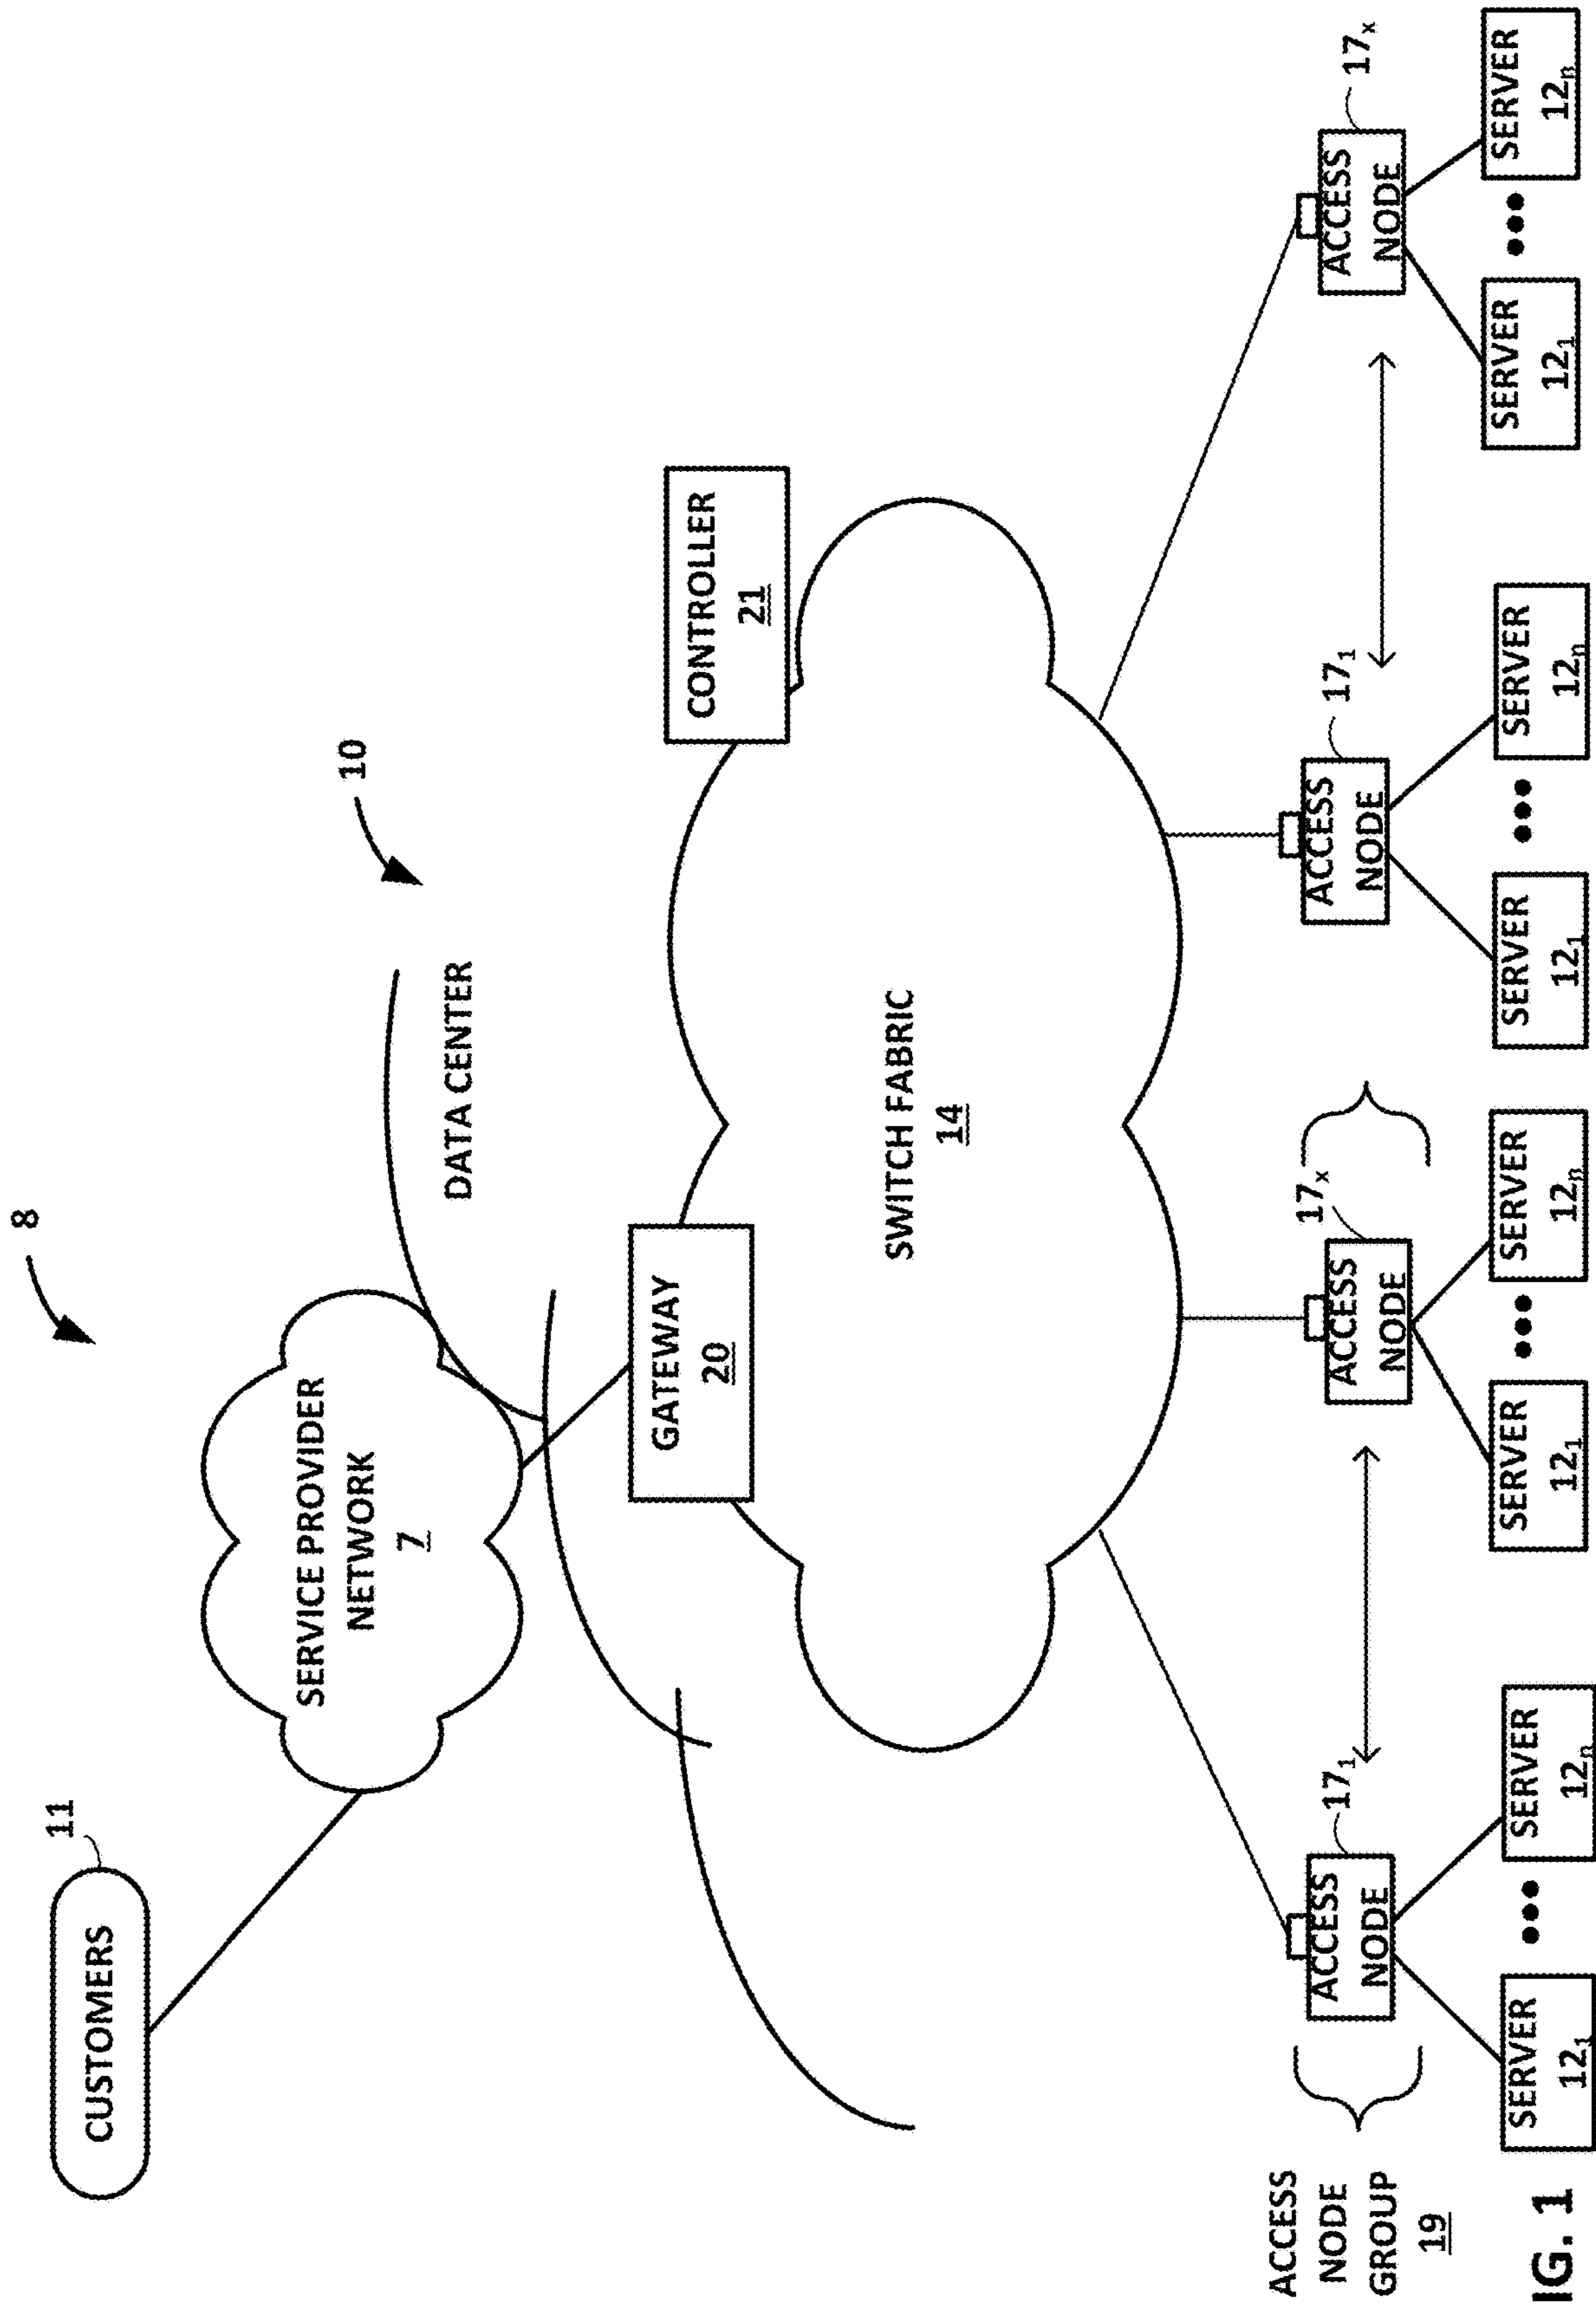 8
CUSTOMERS
11
SERVICE PROVIDER
NETWORK
7
10
DATA CENTER
GATEWAY
20
CONTROLLER
21
SWITCH FABRIC
14
ACCESS
NODE
GROUP
19
ACCESS
NODE
17₁
ACCESS
NODE
17ₓ
ACCESS
NODE
17₁
ACCESS
NODE
17ₓ
SERVER
12₁
•••
SERVER
12ₙ
SERVER
12₁
•••
SERVER
12ₙ
SERVER
12₁
•••
SERVER
12ₙ
SERVER
12₁
•••
SERVER
12ₙ
IG. 1